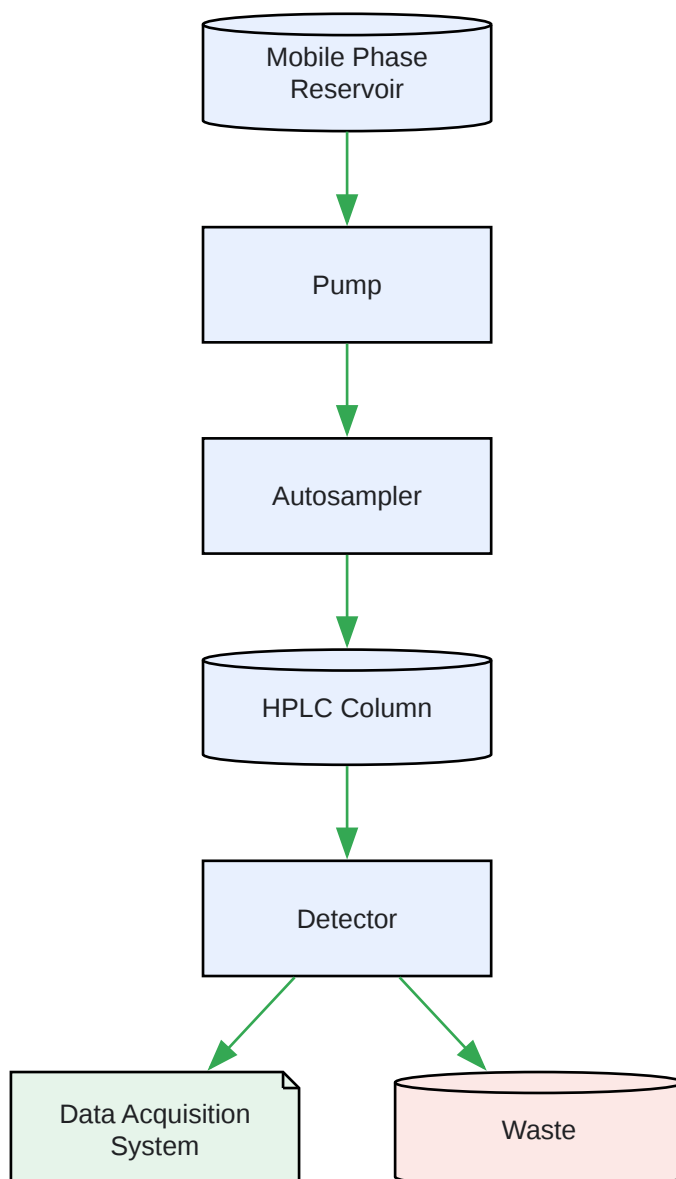 Mobile Phase
Reservoir
Pump
Autosampler
HPLC Column
Detector
Data Acquisition
System
Waste